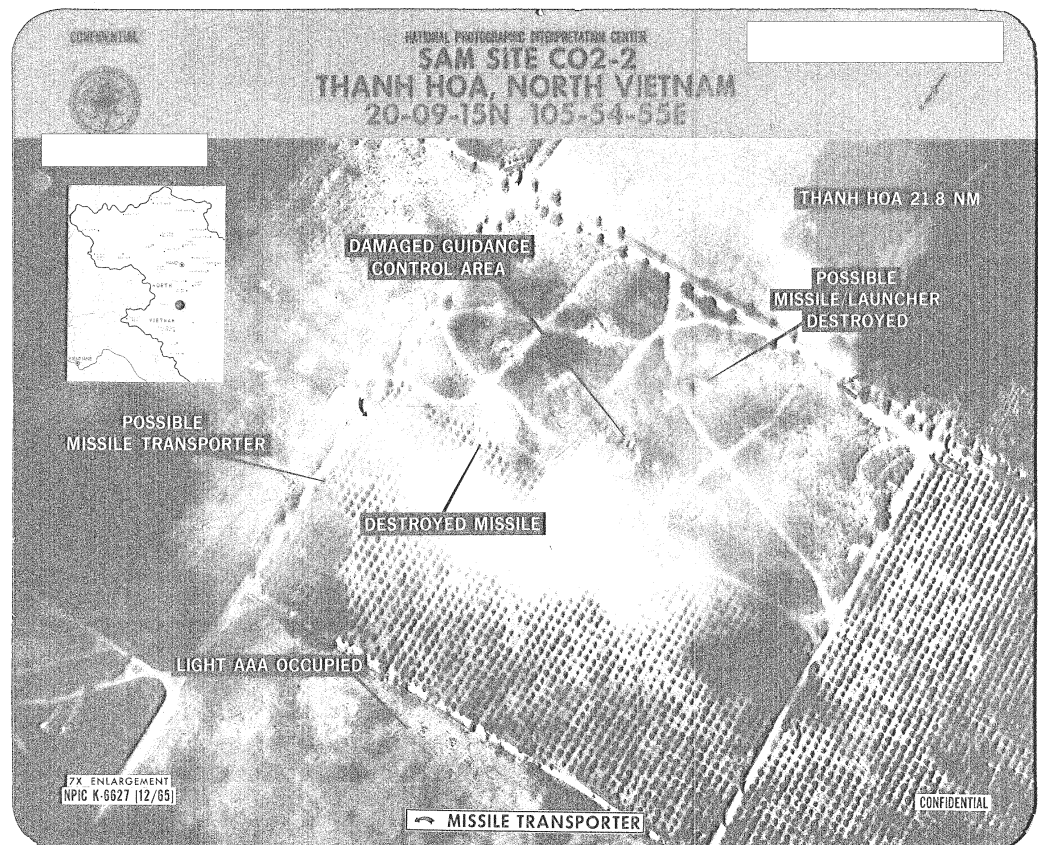 CONFIDENTIAL
NATIONAL PHOTOGRAPHIC INTERPRETATION CENTER
SAM SITE CO2-2
THANH HOA, NORTH VIETNAM
20-09-15N 105-54-55E
THANH HOA 21.8 NM
DAMAGED GUIDANCE
CONTROL AREA
POSSIBLE
MISSILE/LAUNCHER
DESTROYED
NORTH
VIETNAM
POSSIBLE
MISSILE TRANSPORTER
DESTROYED MISSILE
LIGHT AAA OCCUPIED
7X ENLARGEMENT
NPIC K-6627 (12/65)
CONFIDENTIAL
MISSILE TRANSPORTER